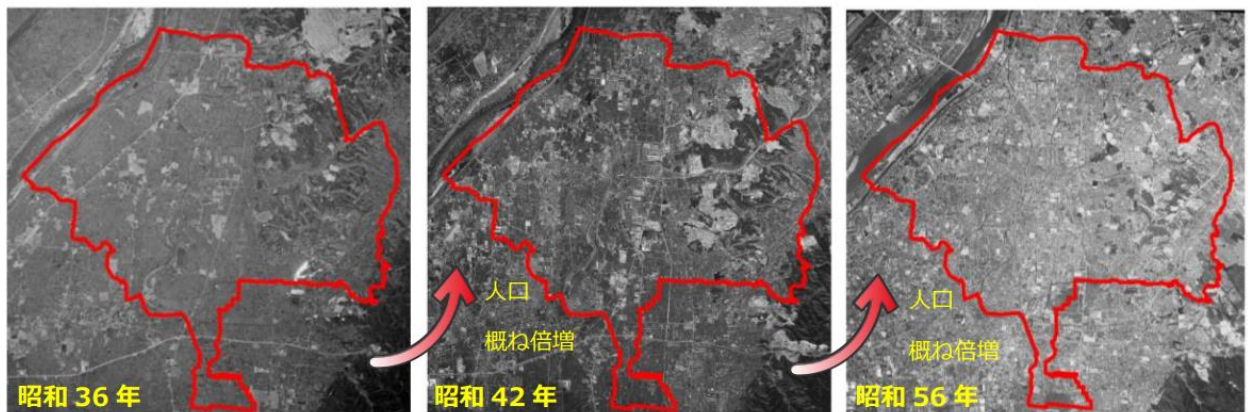 人口
概ね倍増
人口
概ね倍増
昭和 36 年
昭和 42 年
昭和 56 年